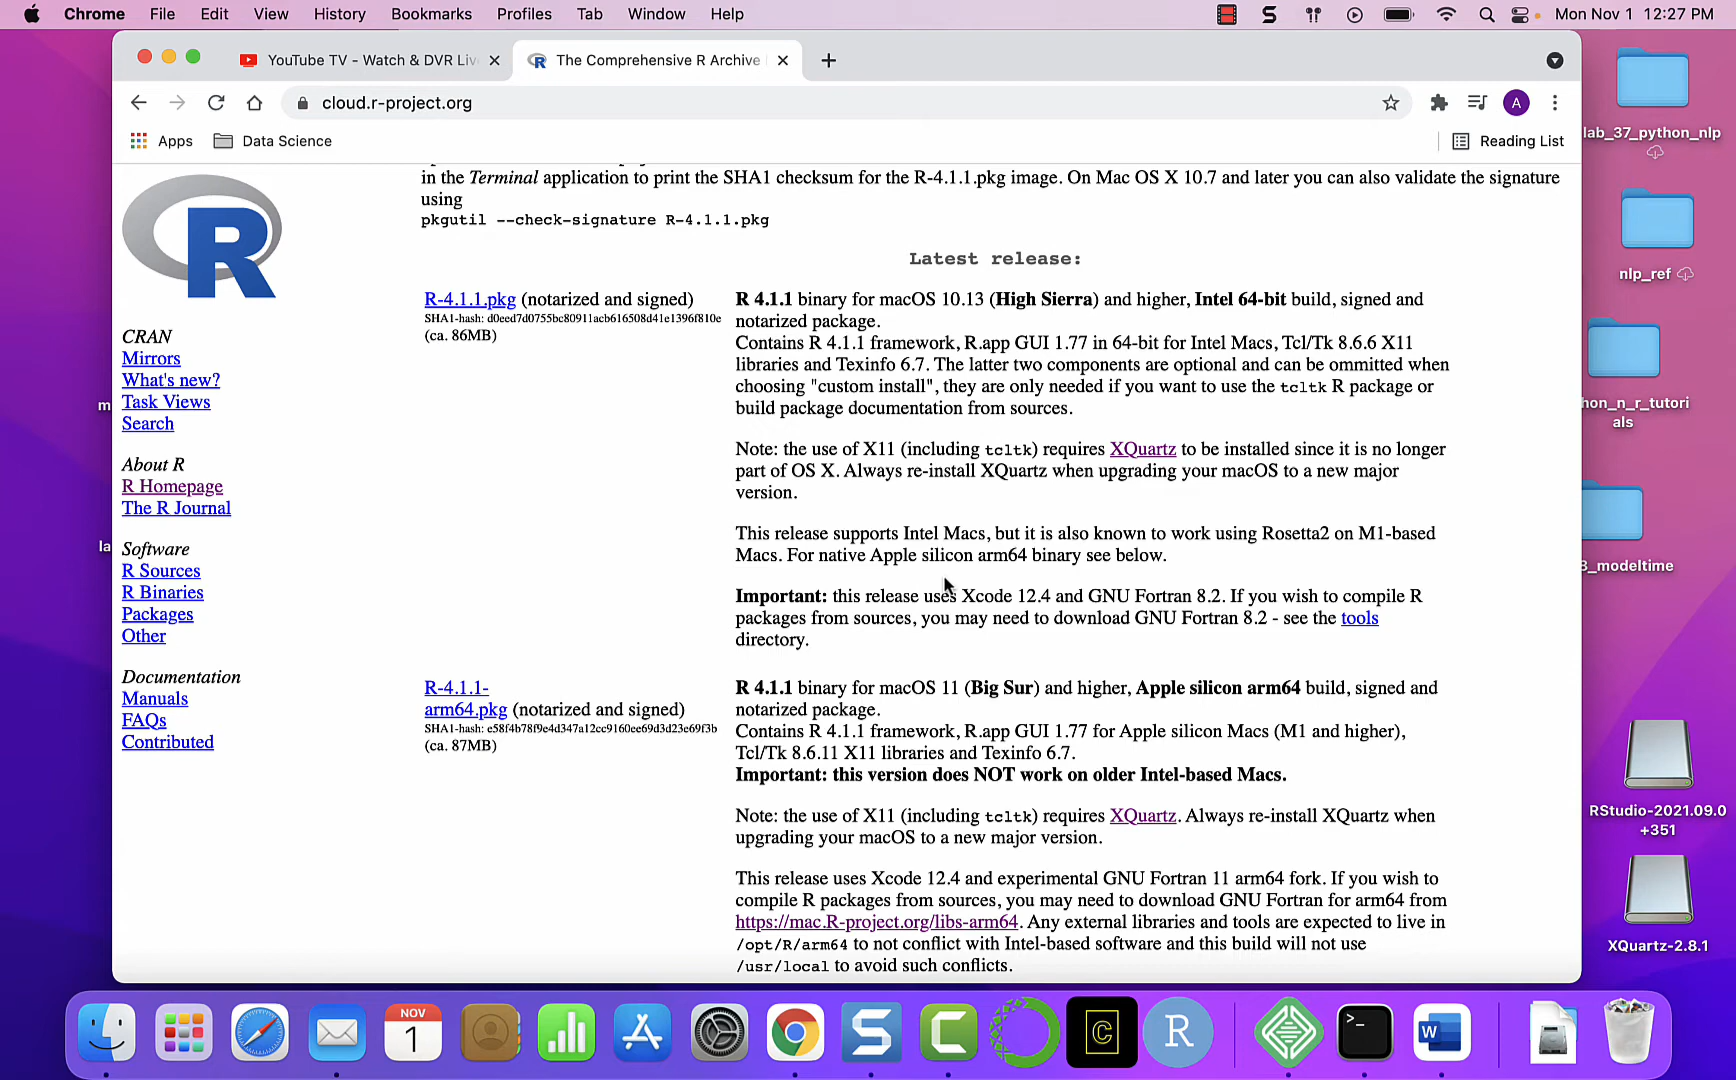 Chrome File Edit View History Bookmarks Profiles Tab Window Help Mon Nov 1 12:27 PM
YouTube TV - Watch & DVR Liv
The Comprehensive R Archive
cloud.r-project.org
A
Apps
Data Science
Reading List
in the Terminal application to print the SHA1 checksum for the R-4.1.1.pkg image. On Mac OS X 10.7 and later you can also validate the signature
using
pkgutil --check-signature R-4.1.1.pkg
Latest release:
R-4.1.1.pkg (notarized and signed)
SHA1-hash: d0eed7d0755bc80911acb616508d41e1396f810e
(ca. 86MB)
R 4.1.1 binary for macOS 10.13 (High Sierra) and higher, Intel 64-bit build, signed and
notarized package.
Contains R 4.1.1 framework, R.app GUI 1.77 in 64-bit for Intel Macs, Tcl/Tk 8.6.6 X11
libraries and Texinfo 6.7. The latter two components are optional and can be ommitted when
choosing "custom install", they are only needed if you want to use the tcltk R package or
build package documentation from sources.
Note: the use of X11 (including tcltk) requires XQuartz to be installed since it is no longer
part of OS X. Always re-install XQuartz when upgrading your macOS to a new major
version.
This release supports Intel Macs, but it is also known to work using Rosetta2 on M1-based
Macs. For native Apple silicon arm64 binary see below.
Important: this release uses Xcode 12.4 and GNU Fortran 8.2. If you wish to compile R
packages from sources, you may need to download GNU Fortran 8.2 - see the tools
directory.
R-4.1.1-
arm64.pkg (notarized and signed)
SHA1-hash: e58f4b78f9e4d347a12cc9160ee69d3d23e69f3b
(ca. 87MB)
R 4.1.1 binary for macOS 11 (Big Sur) and higher, Apple silicon arm64 build, signed and
notarized package.
Contains R 4.1.1 framework, R.app GUI 1.77 for Apple silicon Macs (M1 and higher),
Tcl/Tk 8.6.11 X11 libraries and Texinfo 6.7.
Important: this version does NOT work on older Intel-based Macs.
Note: the use of X11 (including tcltk) requires XQuartz. Always re-install XQuartz when
upgrading your macOS to a new major version.
This release uses Xcode 12.4 and experimental GNU Fortran 11 arm64 fork. If you wish to
compile R packages from sources, you may need to download GNU Fortran for arm64 from
https://mac.R-project.org/libs-arm64. Any external libraries and tools are expected to live in
/opt/R/arm64 to not conflict with Intel-based software and this build will not use
/usr/local to avoid such conflicts.
R
CRAN
Mirrors
What's new?
Task Views
Search
About R
R Homepage
The R Journal
Software
R Sources
R Binaries
Packages
Other
Documentation
Manuals
FAQs
Contributed
m
la
lab_37_python_nlp
nlp_ref
hon_n_r_tutori
als
3_modeltime
RStudio-2021.09.0
+351
XQuartz-2.8.1
NOV
1
S
C
C
R
>_
W